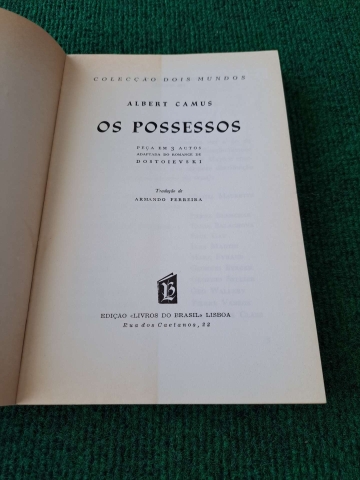 COLECÇÃO DOIS MUNDOS
ALBERT CAMUS
OS POSSESSOS
PEÇA EM 3 ACTOS
ADAPTADA DO ROMANCE DE
DOSTOIEVSKI
Tradução de
ARMANDO FERREIRA
EDIÇÃO «LIVROS DO BRASIL» LISBOA
Rua dos Caetanos, 22